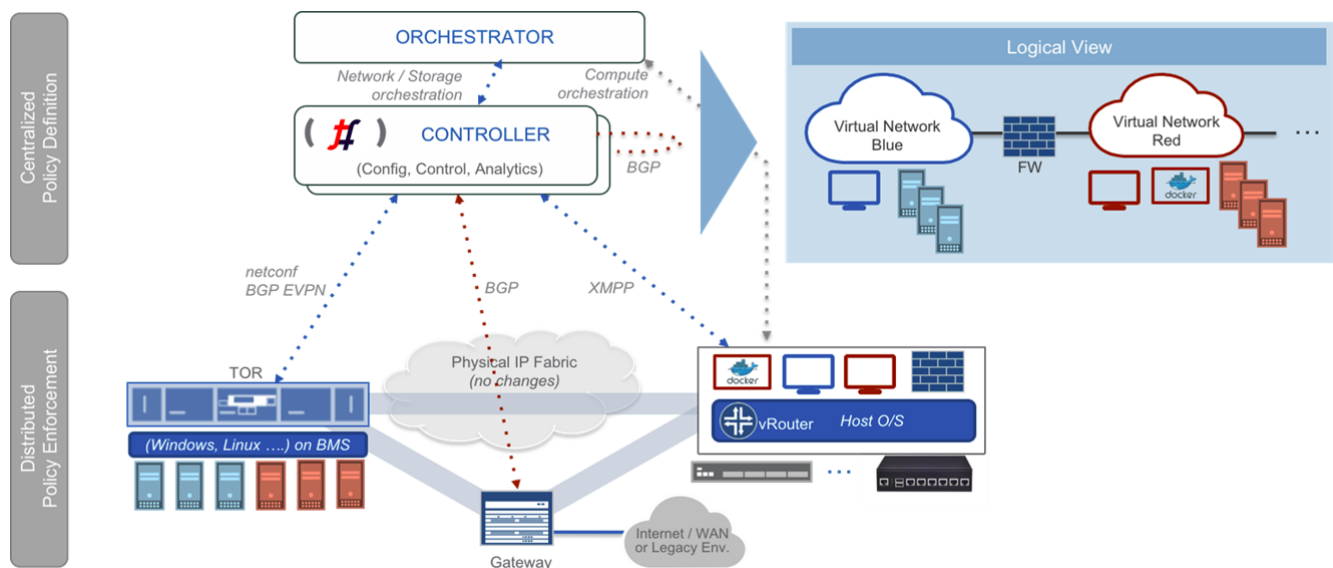 Centralized
Policy Definition
ORCHESTRATOR
Network / Storage
orchestration
Compute
orchestration
CONTROLLER
(Config, Control, Analytics)
BGP
Logical View
Virtual Network
Blue
FW
Virtual Network
Red
...
docker
Distributed
Policy Enforcement
netconf
BGP EVPN
BGP
XMPP
TOR
Physical IP Fabric
(no changes)
docker
(Windows, Linux ....) on BMS
vRouter
Host O/S
...
Gateway
Internet / WAN
or Legacy Env.